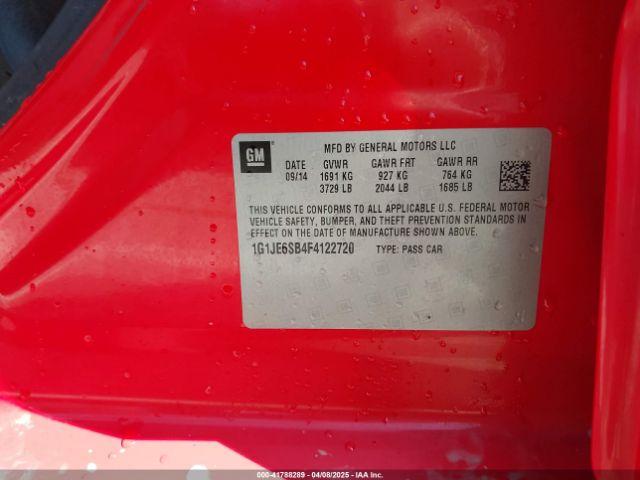 GM
MFD BY GENERAL MOTORS LLC
DATE GVWR GAWR FRT GAWR RR
09/14 1691 KG 927 KG 764 KG
3729 LB 2044 LB 1685 LB
THIS VEHICLE CONFORMS TO ALL APPLICABLE U.S. FEDERAL MOTOR
VEHICLE SAFETY, BUMPER, AND THEFT PREVENTION STANDARDS IN
EFFECT ON THE DATE OF MANUFACTURE SHOWN ABOVE.
1G1JE6SB4F4122720 TYPE: PASS CAR
000-41788289 - 04/08/2025 - IAA Inc.